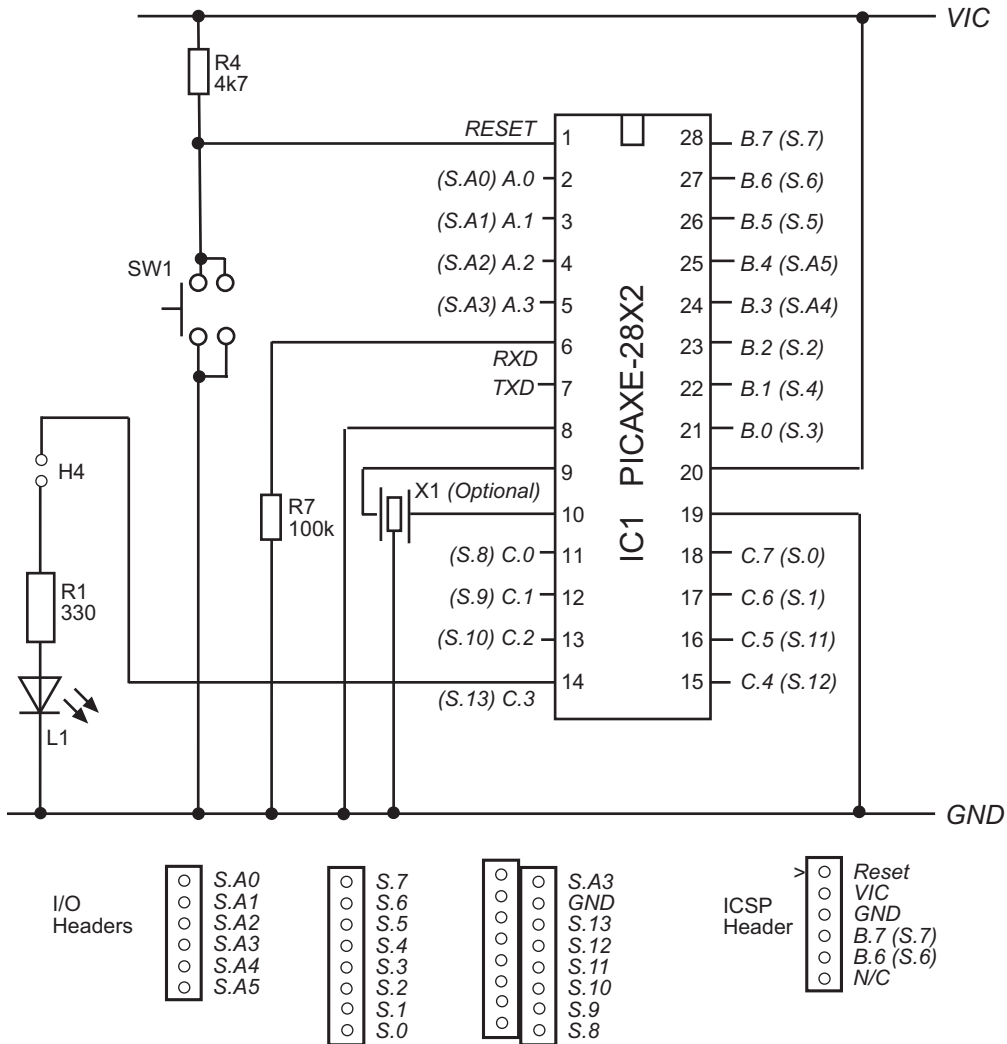 VIC
R4
4k7
RESET
1
28
B.7 (S.7)
(S.A0) A.0
2
27
B.6 (S.6)
(S.A1) A.1
3
26
B.5 (S.5)
(S.A2) A.2
4
25
B.4 (S.A5)
SW1
(S.A3) A.3
5
24
B.3 (S.A4)
6
23
B.2 (S.2)
RXD
TXD
7
22
B.1 (S.4)
8
21
B.0 (S.3)
H4
9
20
X1 (Optional)
10
19
R7
100k
(S.8) C.0
11
18
C.7 (S.0)
R1
330
(S.9) C.1
12
17
C.6 (S.1)
(S.10) C.2
13
16
C.5 (S.11)
14
15
C.4 (S.12)
(S.13) C.3
IC1 PICAXE-28X2
L1
GND
I/O
Headers
S.A0
S.A1
S.A2
S.A3
S.A4
S.A5
S.7
S.6
S.5
S.4
S.3
S.2
S.1
S.0
S.A3
GND
S.13
S.12
S.11
S.10
S.9
S.8
ICSP
Header
>
Reset
VIC
GND
B.7 (S.7)
B.6 (S.6)
N/C